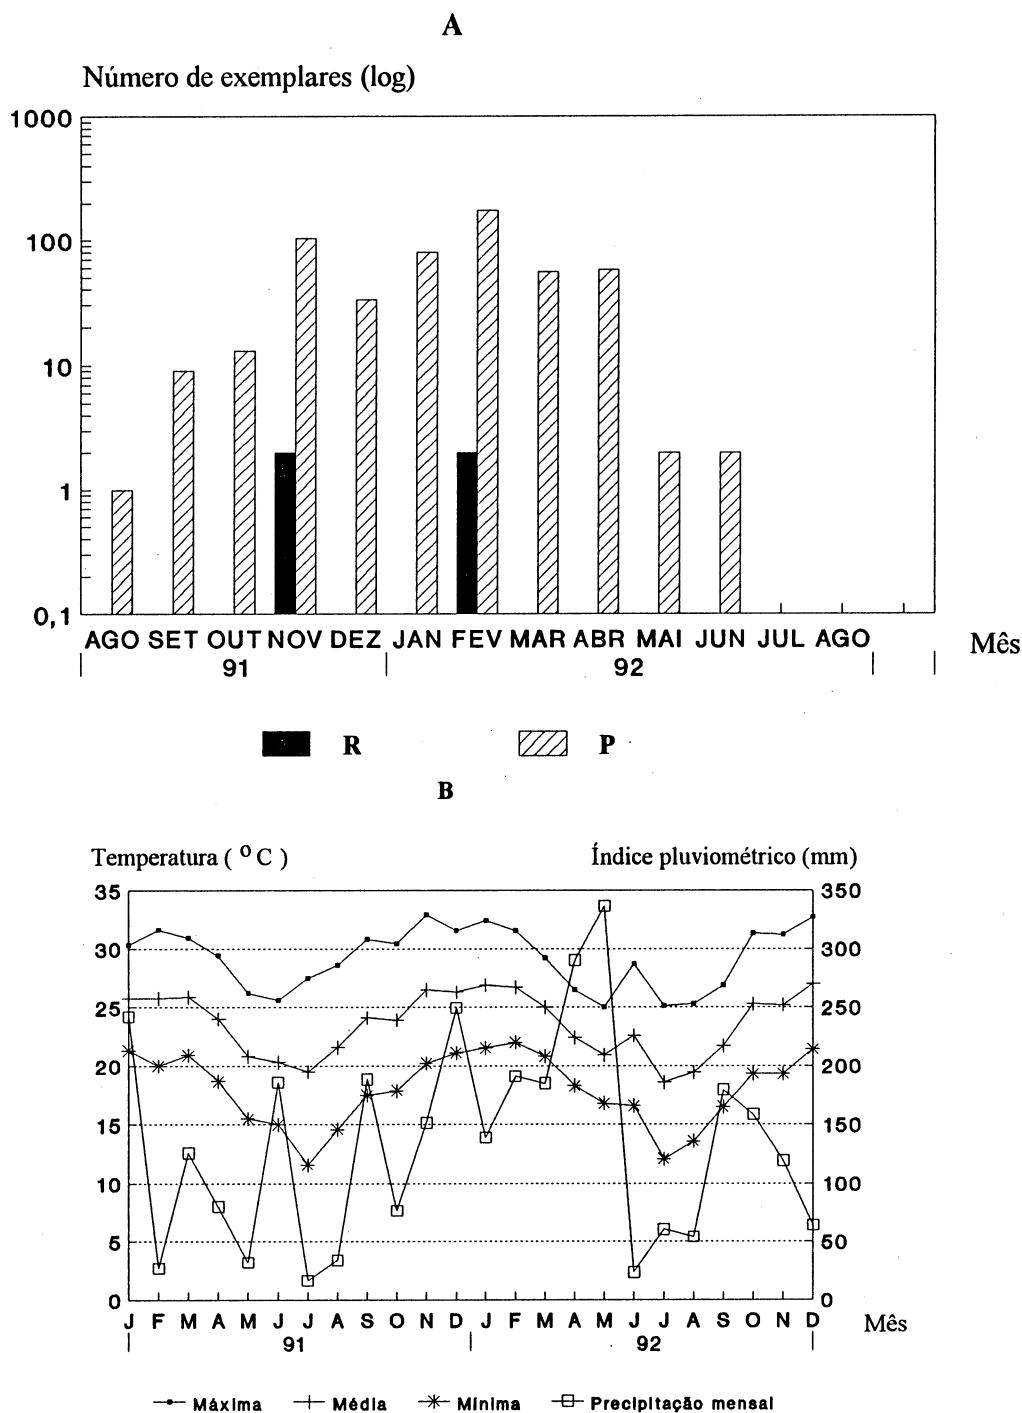 A
Número de exemplares (log)
1000
100
10
1
0,1
AGO SET OUT NOV DEZ JAN FEV MAR ABR MAI JUN JUL AGO Mês
91 92
R P
B
Temperatura ( º C ) Índice pluviométrico (mm)
35 350
30 300
25 250
20 200
15 150
10 100
5 50
0 0
J F M A M J J A S O N D J F M A M J J A S O N D Mês
91 92
Máxima Média Mínima Precipitação mensal